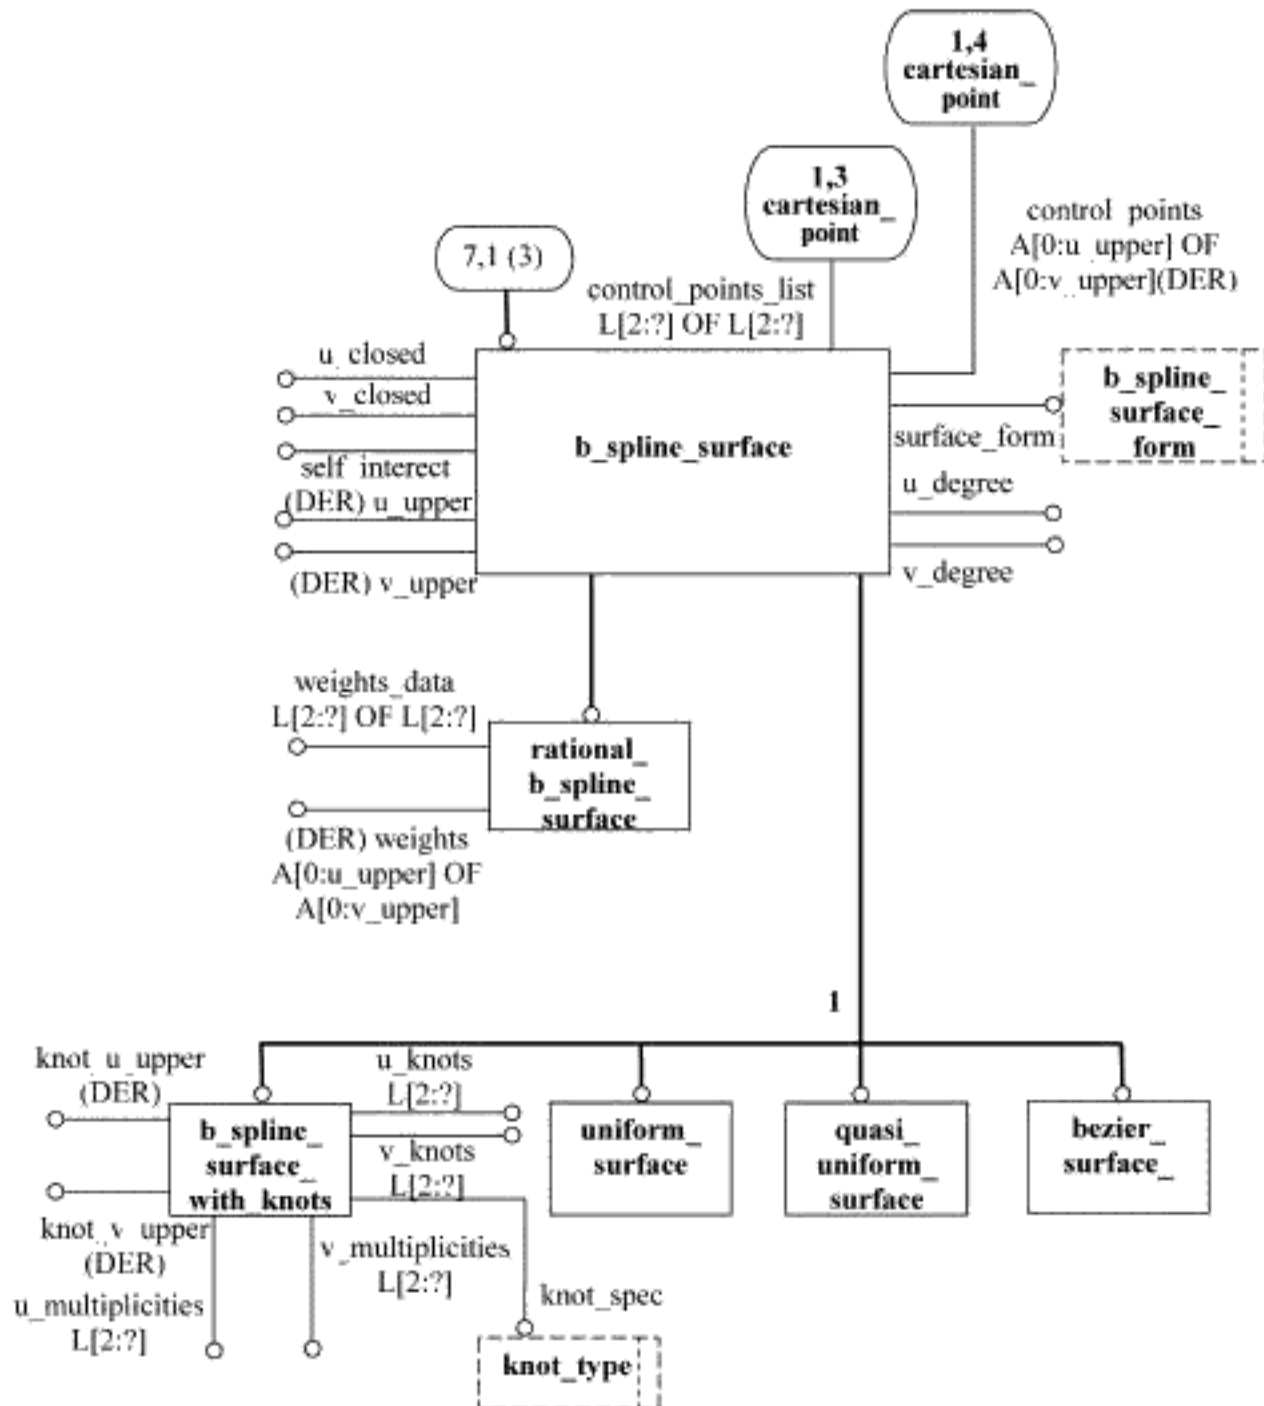 1,4
cartesian_
point
1,3
cartesian_
point
control_points
A[0:u_upper] OF
A[0:v_upper](DER)
7,1 (3)
control_points_list
L[2:?] OF L[2:?]
u_closed
v_closed
self_interect
(DER) u_upper
(DER) v_upper
b_spline_surface
surface_form
b_spline_
surface_
form
u_degree
v_degree
weights_data
L[2:?] OF L[2:?]
rational_
b_spline_
surface
(DER) weights
A[0:u_upper] OF
A[0:v_upper]
1
knot_u_upper
(DER)
u_knots
L[2:?]
b_spline_
surface_
with_knots
v_knots
L[2:?]
uniform_
surface
quasi_
uniform_
surface
bezier_
surface_
knot_v_upper
(DER)
u_multiplicities
L[2:?]
v_multiplicities
L[2:?]
knot_spec
knot_type